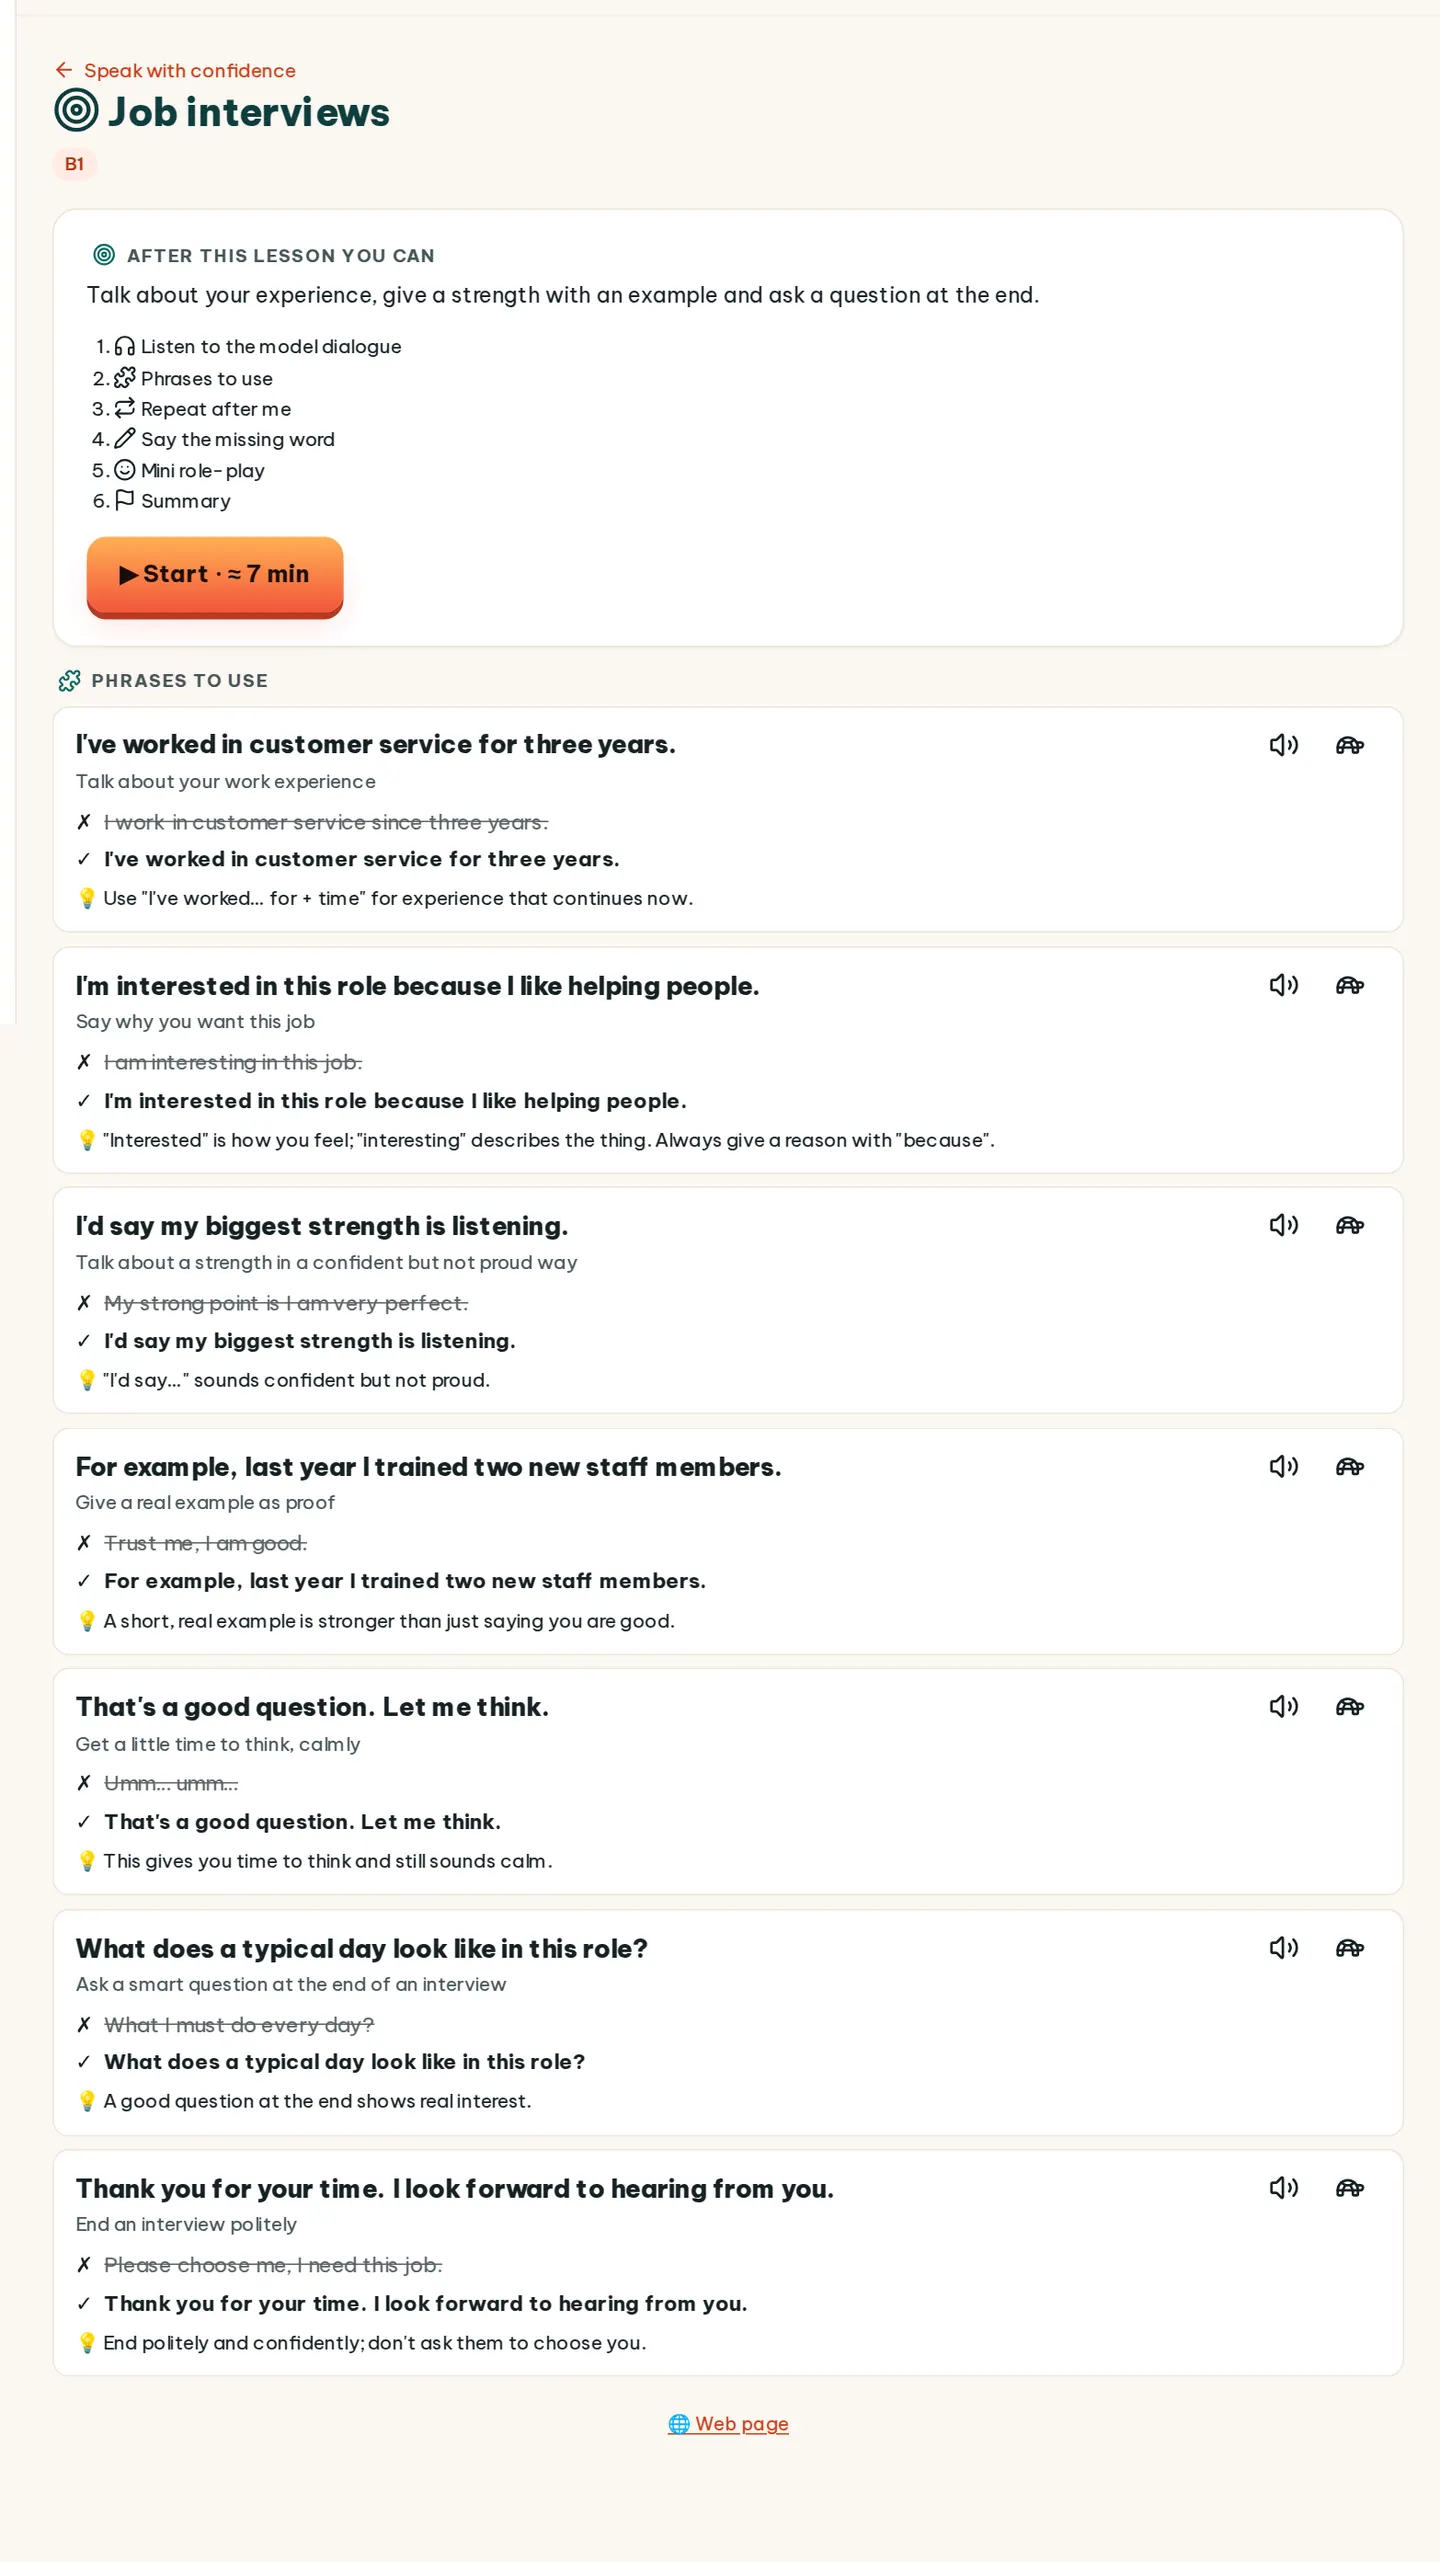 ← Speak with confidence
Job interviews
B1
AFTER THIS LESSON YOU CAN
Talk about your experience, give a strength with an example and ask a question at the end.
1. Listen to the model dialogue
2. Phrases to use
3. Repeat after me
4. Say the missing word
5. Mini role-play
6. Summary
▶ Start · ≈ 7 min
PHRASES TO USE
I've worked in customer service for three years.
Talk about your work experience
✗ I work in customer service since three years.
✓ I've worked in customer service for three years.
💡 Use "I've worked... for + time" for experience that continues now.
I'm interested in this role because I like helping people.
Say why you want this job
✗ I am interesting in this job.
✓ I'm interested in this role because I like helping people.
💡 "Interested" is how you feel; "interesting" describes the thing. Always give a reason with "because".
I'd say my biggest strength is listening.
Talk about a strength in a confident but not proud way
✗ My strong point is I am very perfect.
✓ I'd say my biggest strength is listening.
💡 "I'd say..." sounds confident but not proud.
For example, last year I trained two new staff members.
Give a real example as proof
✗ Trust me, I am good.
✓ For example, last year I trained two new staff members.
💡 A short, real example is stronger than just saying you are good.
That's a good question. Let me think.
Get a little time to think, calmly
✗ Umm... umm...
✓ That's a good question. Let me think.
💡 This gives you time to think and still sounds calm.
What does a typical day look like in this role?
Ask a smart question at the end of an interview
✗ What I must do every day?
✓ What does a typical day look like in this role?
💡 A good question at the end shows real interest.
Thank you for your time. I look forward to hearing from you.
End an interview politely
✗ Please choose me, I need this job.
✓ Thank you for your time. I look forward to hearing from you.
💡 End politely and confidently; don't ask them to choose you.
🌐 Web page